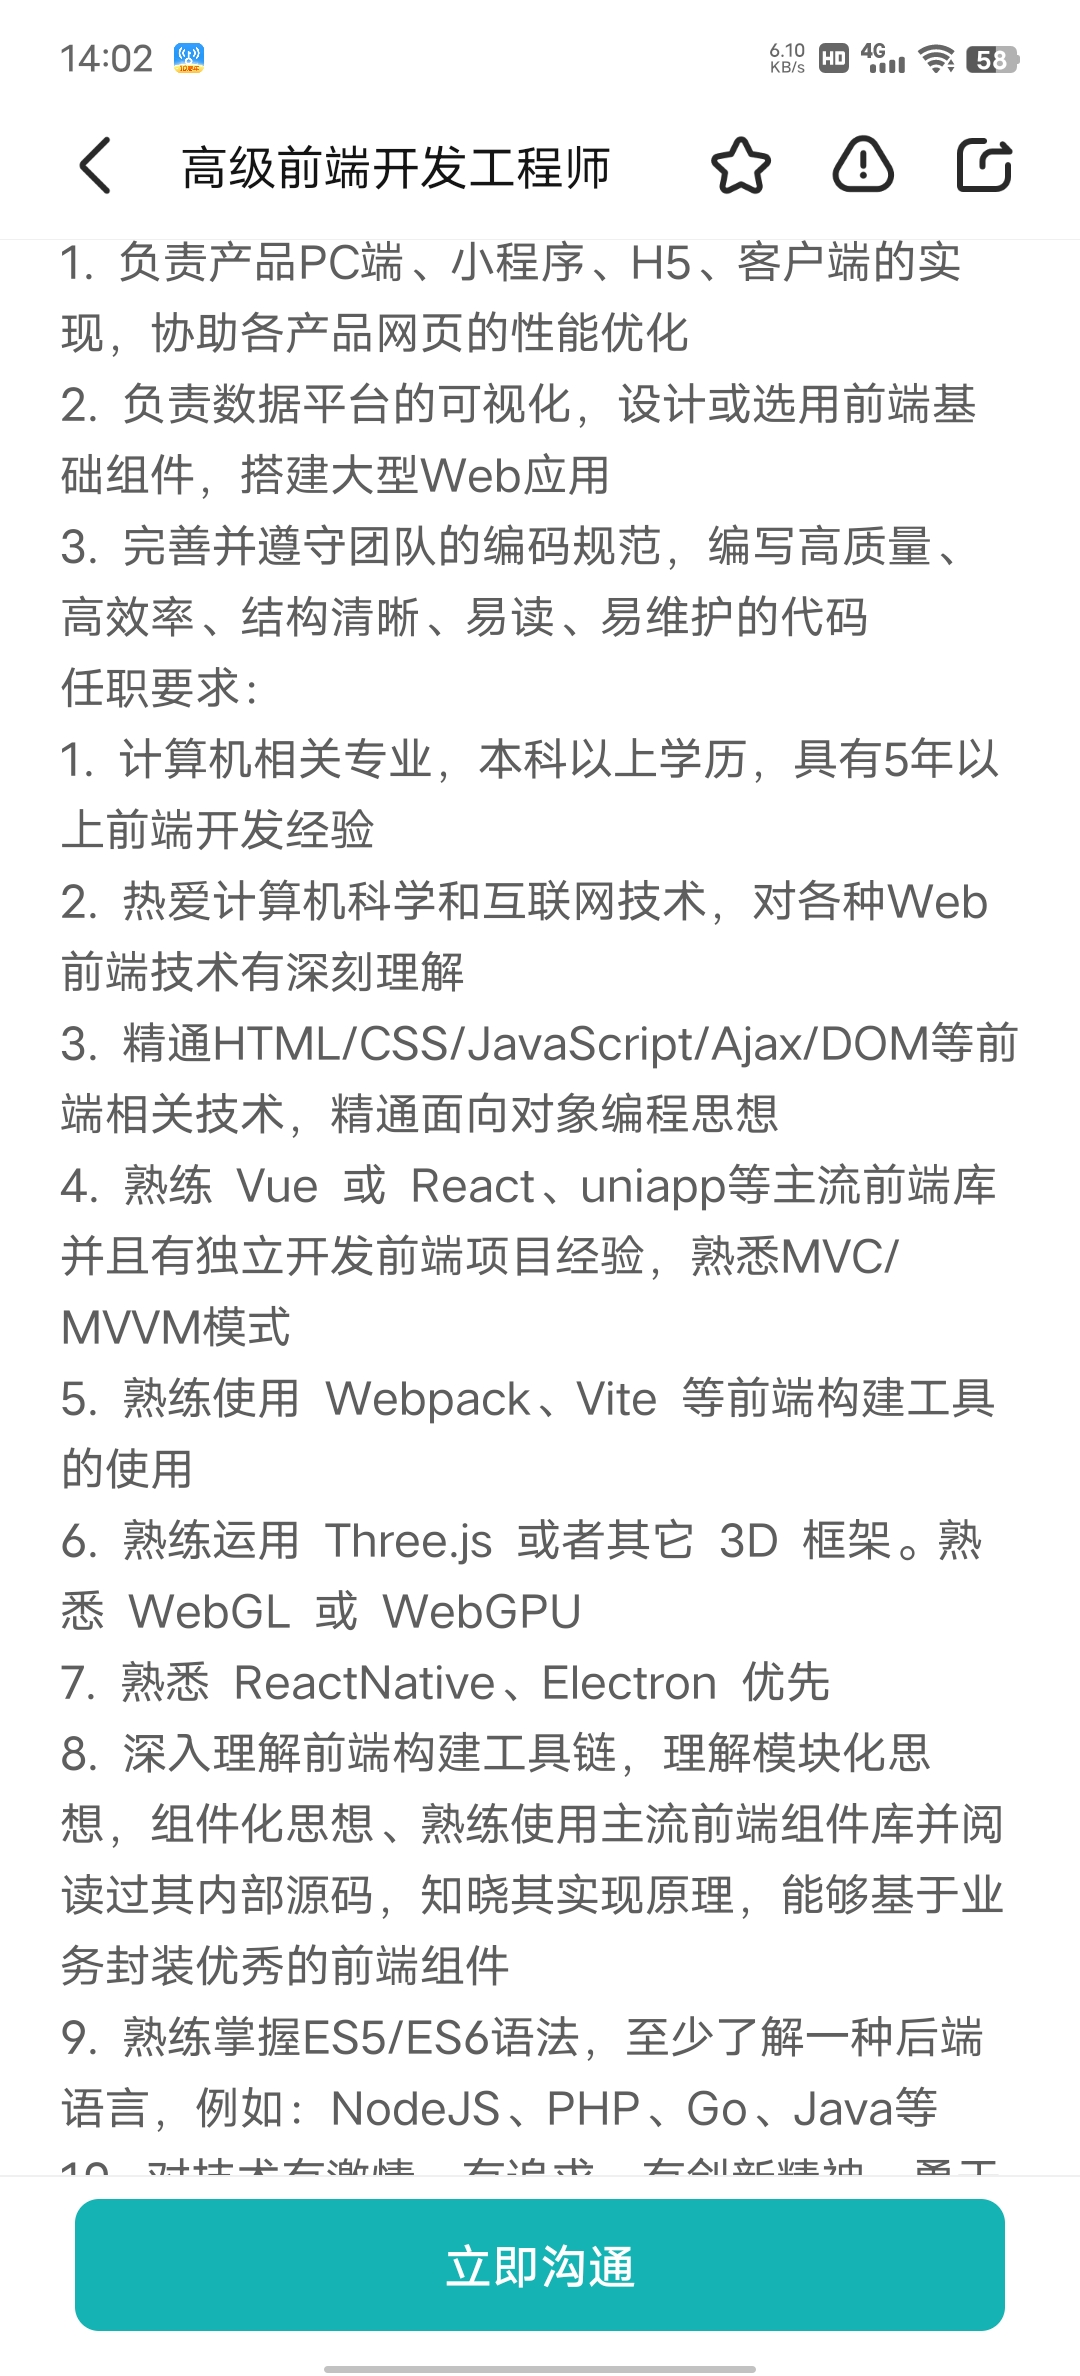 14:02
6.10
KB/s
HD
4G
58
高级前端开发工程师
1. 负责产品PC端、小程序、H5、客户端的实
现，协助各产品网页的性能优化
2. 负责数据平台的可视化，设计或选用前端基
础组件，搭建大型Web应用
3. 完善并遵守团队的编码规范，编写高质量、
高效率、结构清晰、易读、易维护的代码
任职要求：
1. 计算机相关专业，本科以上学历，具有5年以
上前端开发经验
2. 热爱计算机科学和互联网技术，对各种Web
前端技术有深刻理解
3. 精通HTML/CSS/JavaScript/Ajax/DOM等前
端相关技术，精通面向对象编程思想
4. 熟练 Vue 或 React、uniapp等主流前端库
并且有独立开发前端项目经验，熟悉MVC/
MVVM模式
5. 熟练使用 Webpack、Vite 等前端构建工具
的使用
6. 熟练运用 Three.js 或者其它 3D 框架。熟
悉 WebGL 或 WebGPU
7. 熟悉 ReactNative、Electron 优先
8. 深入理解前端构建工具链，理解模块化思
想，组件化思想、熟练使用主流前端组件库并阅
读过其内部源码，知晓其实现原理，能够基于业
务封装优秀的前端组件
9. 熟练掌握ES5/ES6语法，至少了解一种后端
语言，例如：NodeJS、PHP、Go、Java等
10. 对技术有激情，有追求，有创新精神，勇于
立即沟通